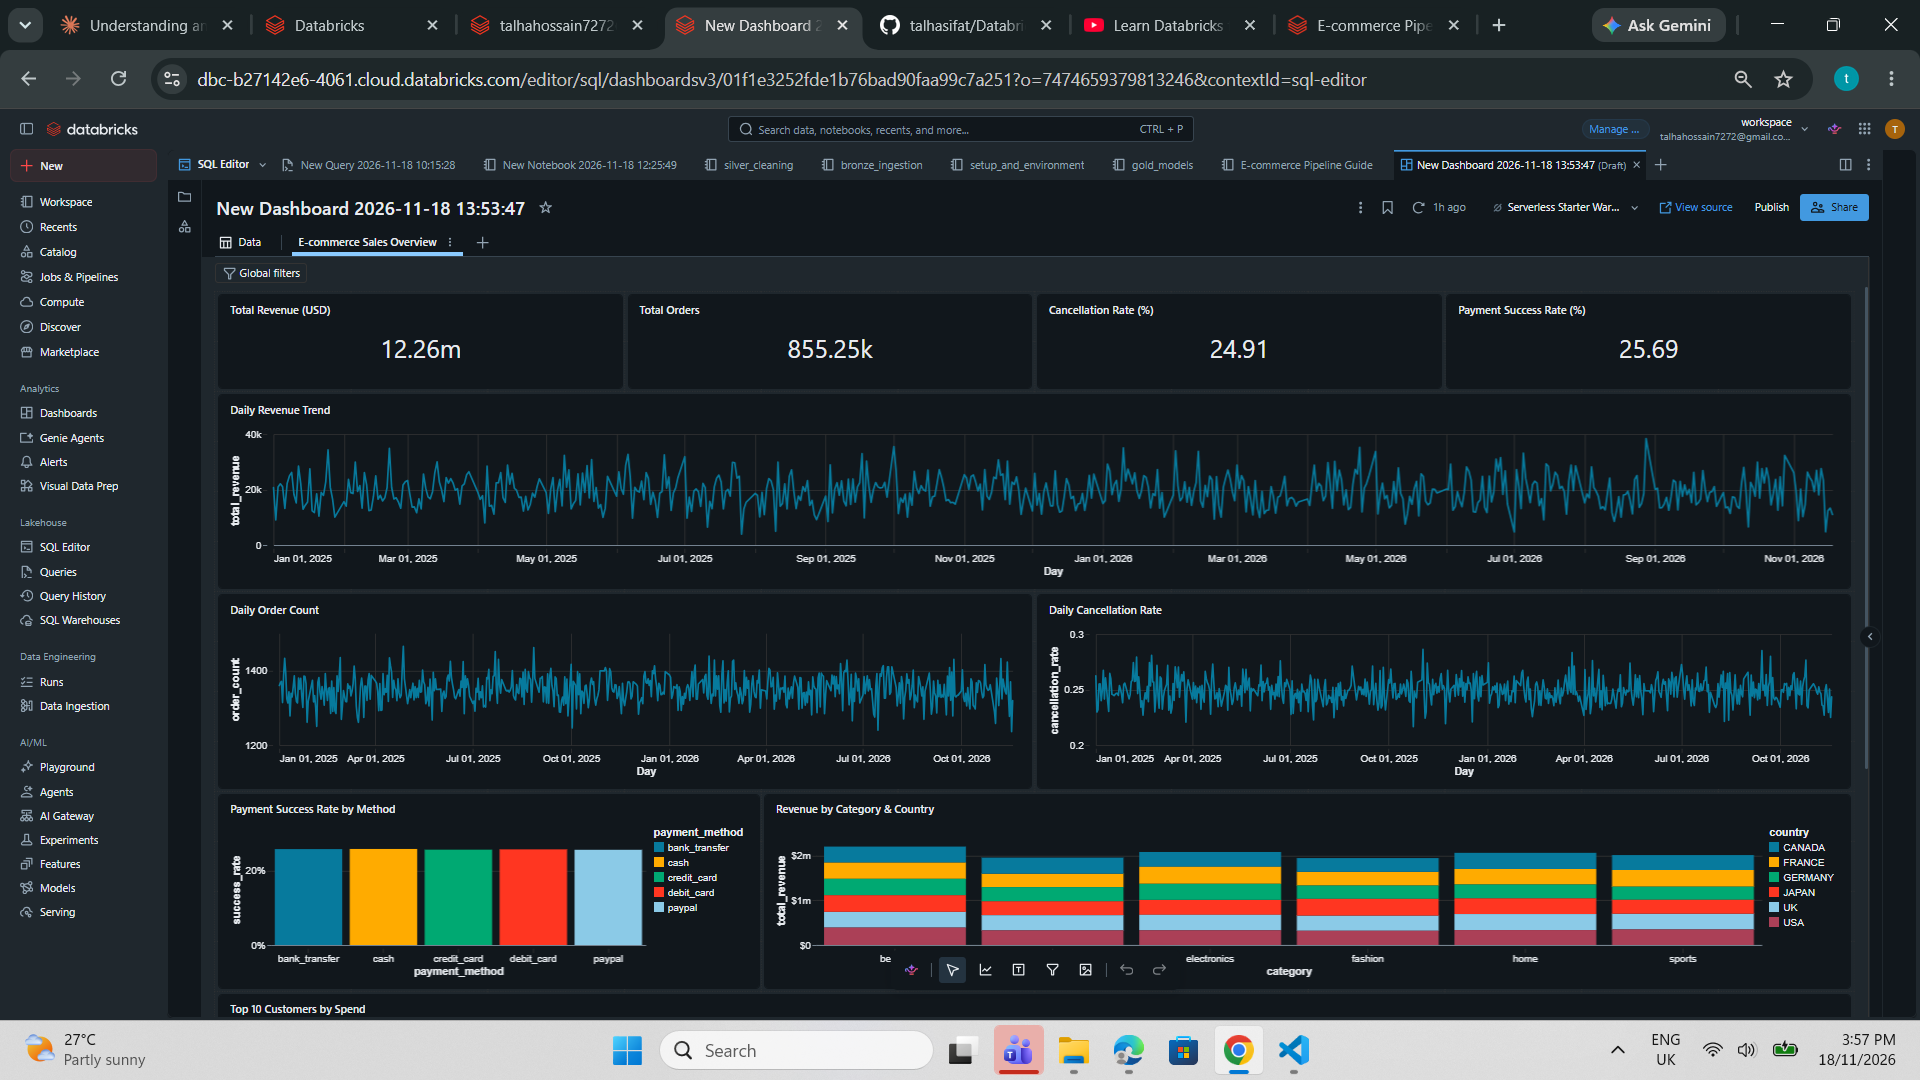 Understanding an
Databricks
talhahossain7272
New Dashboard 2
talhasifat/Databri
Learn Databricks
E-commerce Pipe
Ask Gemini
dbc-b27142e6-4061.cloud.databricks.com/editor/sql/dashboardsv3/01f1e3252fde1b76bad90faa99c7a251?o=7474659379813246&contextId=sql-editor
t
databricks
Search data, notebooks, recents, and more...
CTRL + P
Manage ...
workspace
talhahossain7272@gmail.co...
T
New
SQL Editor
New Query 2026-11-18 10:15:28
New Notebook 2026-11-18 12:25:49
silver_cleaning
bronze_ingestion
setup_and_environment
gold_models
E-commerce Pipeline Guide
New Dashboard 2026-11-18 13:53:47 (Draft)
Workspace
Recents
Catalog
Jobs & Pipelines
Compute
Discover
Marketplace
Analytics
Dashboards
Genie Agents
Alerts
Visual Data Prep
Lakehouse
SQL Editor
Queries
Query History
SQL Warehouses
Data Engineering
Runs
Data Ingestion
AI/ML
Playground
Agents
AI Gateway
Experiments
Features
Models
Serving
New Dashboard 2026-11-18 13:53:47
1h ago
Serverless Starter War...
View source
Publish
Share
Data
E-commerce Sales Overview
Global filters
Total Revenue (USD)
12.26m
Total Orders
855.25k
Cancellation Rate (%)
24.91
Payment Success Rate (%)
25.69
Daily Revenue Trend
total_revenue
40k
20k
0
Jan 01, 2025 Mar 01, 2025 May 01, 2025 Jul 01, 2025 Sep 01, 2025 Nov 01, 2025 Jan 01, 2026 Mar 01, 2026 May 01, 2026 Jul 01, 2026 Sep 01, 2026 Nov 01, 2026
Day
Daily Order Count
order_count
1400
1200
Jan 01, 2025 Apr 01, 2025 Jul 01, 2025 Oct 01, 2025 Jan 01, 2026 Apr 01, 2026 Jul 01, 2026 Oct 01, 2026
Day
Daily Cancellation Rate
cancellation_rate
0.3
0.25
0.2
Jan 01, 2025 Apr 01, 2025 Jul 01, 2025 Oct 01, 2025 Jan 01, 2026 Apr 01, 2026 Jul 01, 2026 Oct 01, 2026
Day
Payment Success Rate by Method
success_rate
20%
0%
bank_transfer cash credit_card debit_card paypal
payment_method
payment_method
bank_transfer
cash
credit_card
debit_card
paypal
Revenue by Category & Country
total_revenue
$2m
$1m
$0
be electronics fashion home sports
category
country
CANADA
FRANCE
GERMANY
JAPAN
UK
USA
Top 10 Customers by Spend
27°C
Partly sunny
Search
ENG
UK
3:57 PM
18/11/2026